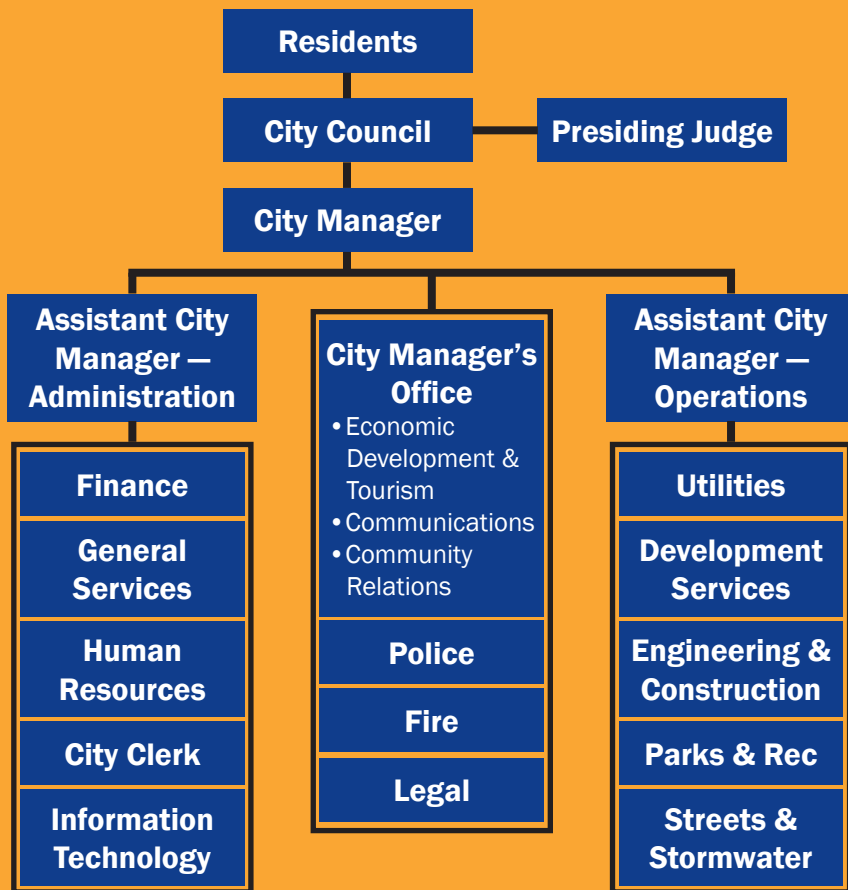 Residents
City Council
Presiding Judge
City Manager
Assistant City
Manager —
Administration
Finance
General
Services
Human
Resources
City Clerk
Information
Technology
City Manager’s
Office
•Economic
Development &
Tourism
•Communications
•Community
Relations
Police
Fire
Legal
Assistant City
Manager —
Operations
Utilities
Development
Services
Engineering &
Construction
Parks & Rec
Streets &
Stormwater